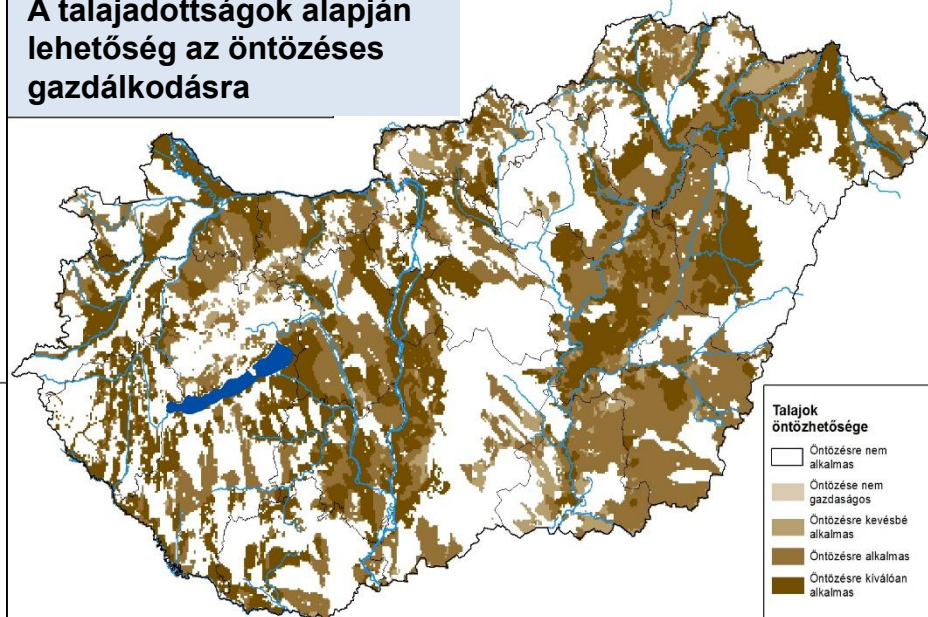 A talajadottságok alapján
lehetőség az öntözéses
gazdálkodásra
Talajok
öntözhetősége
Öntözésre nem
alkalmas
Öntözése nem
gazdaságos
Öntözésre kevésbé
alkalmas
Öntözésre alkalmas
Öntözésre kiválóan
alkalmas